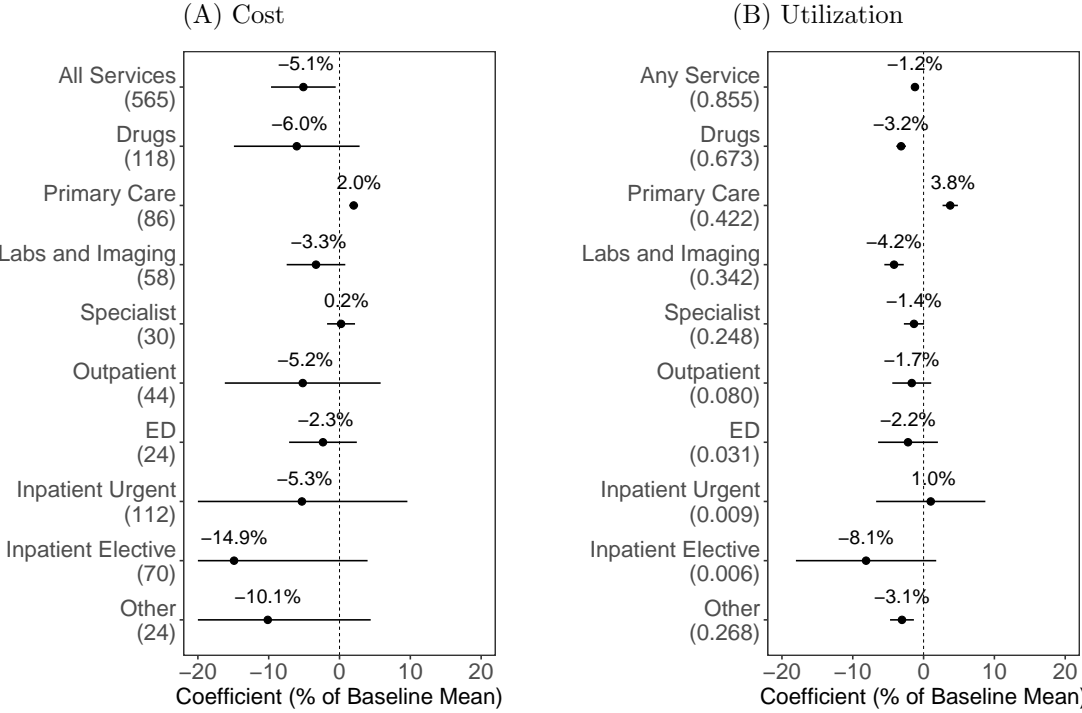 (A) Cost
All Services
(565)
−5.1%
Drugs
(118)
−6.0%
Primary Care
(86)
2.0%
Labs and Imaging
(58)
−3.3%
Specialist
(30)
0.2%
Outpatient
(44)
−5.2%
ED
(24)
−2.3%
Inpatient Urgent
(112)
−5.3%
Inpatient Elective
(70)
−14.9%
Other
(24)
−10.1%
−20 −10 0 10 20
Coefficient (% of Baseline Mean)
(B) Utilization
Any Service
(0.855)
−1.2%
Drugs
(0.673)
−3.2%
Primary Care
(0.422)
3.8%
Labs and Imaging
(0.342)
−4.2%
Specialist
(0.248)
−1.4%
Outpatient
(0.080)
−1.7%
ED
(0.031)
−2.2%
Inpatient Urgent
(0.009)
1.0%
Inpatient Elective
(0.006)
−8.1%
Other
(0.268)
−3.1%
−20 −10 0 10 20
Coefficient (% of Baseline Mean)